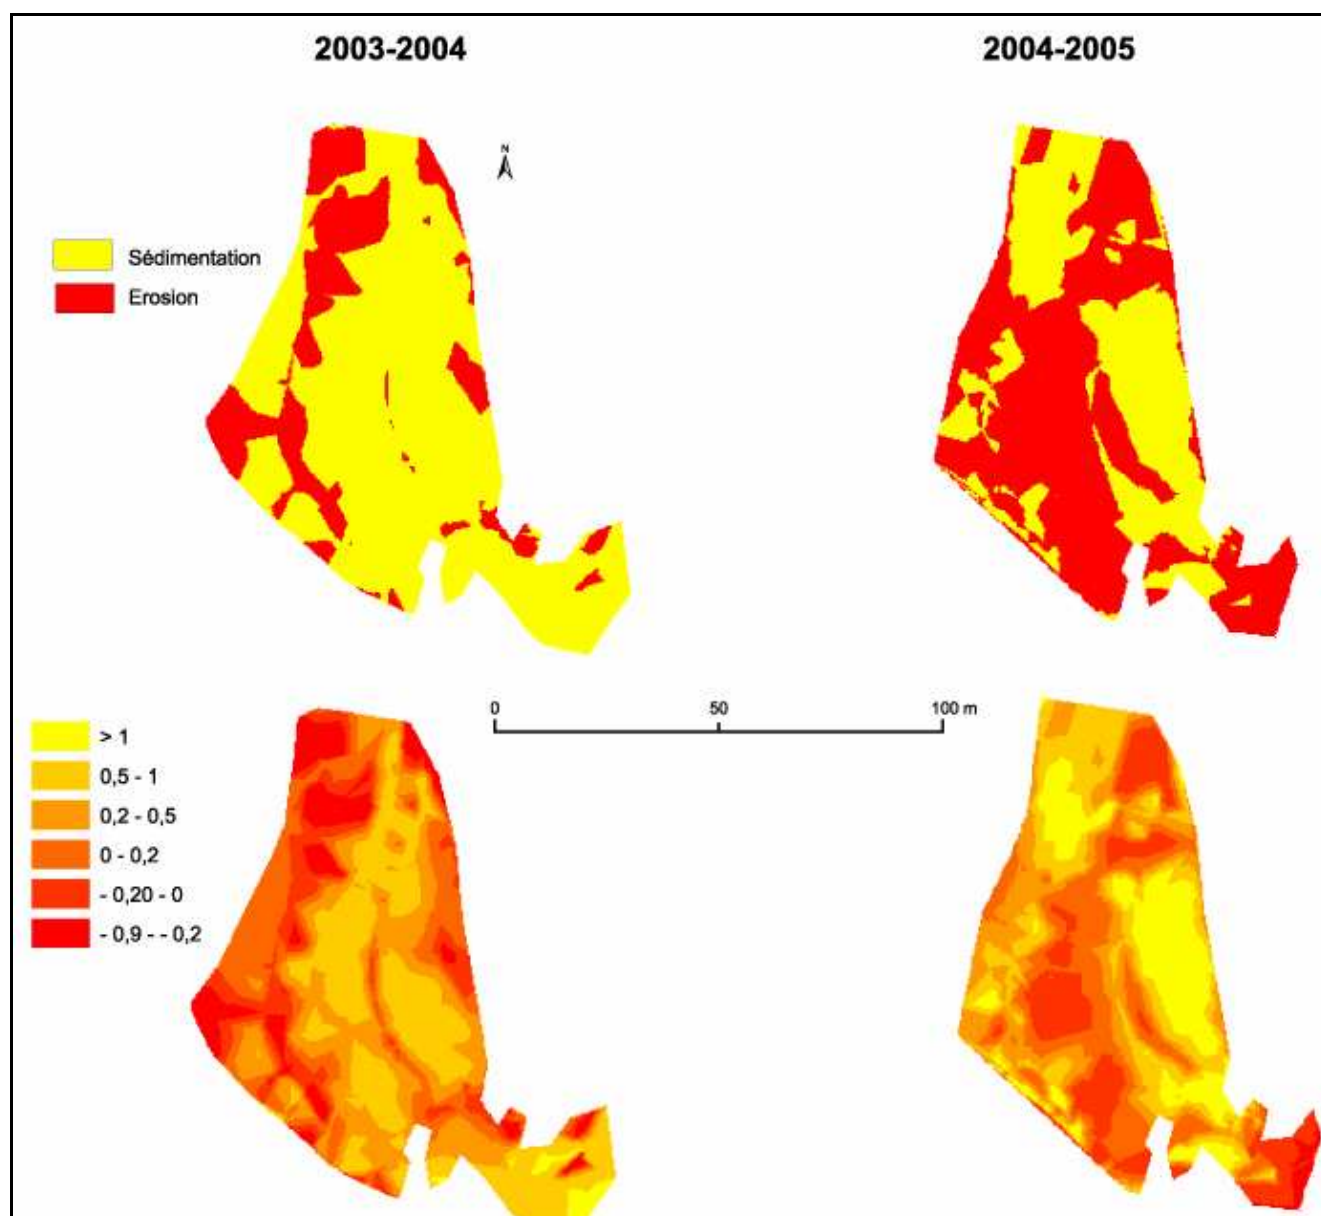 2003-2004
2004-2005
N
Sédimentation
Erosion
0 50 100 m
> 1
0,5 - 1
0,2 - 0,5
0 - 0,2
- 0,20 - 0
- 0,9 - - 0,2